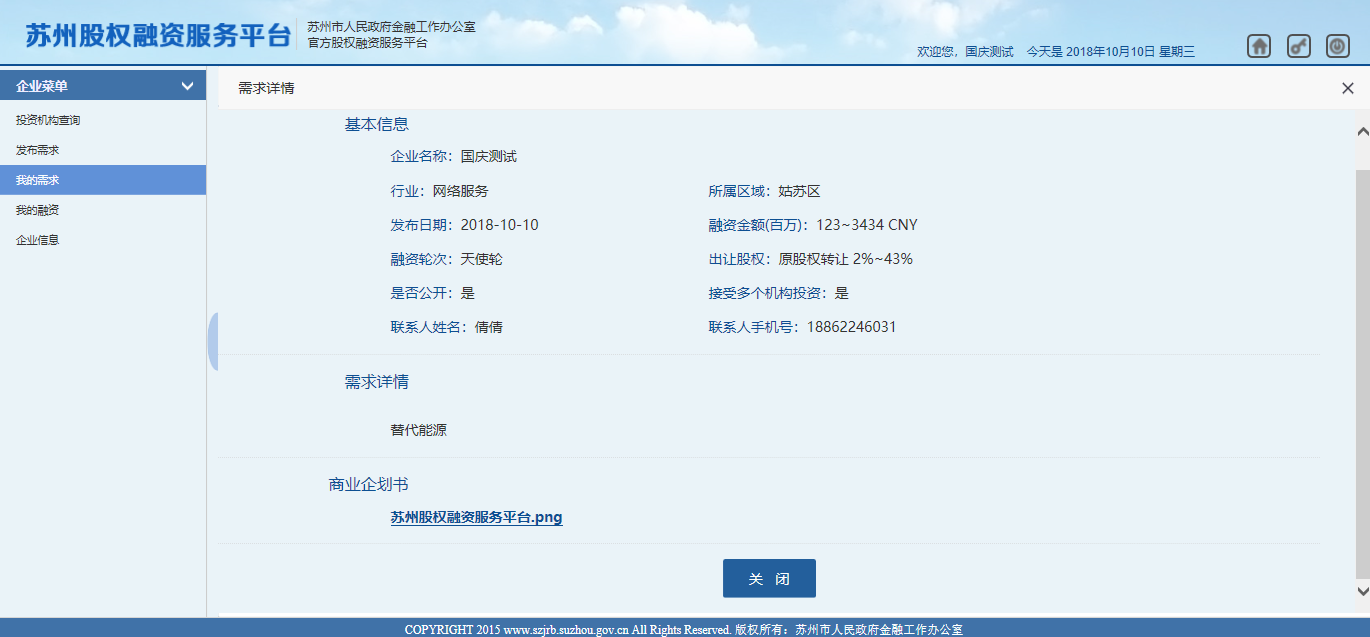 苏州股权融资服务平台
苏州市人民政府金融工作办公室
官方股权融资服务平台
欢迎您，国庆测试 今天是 2018年10月10日 星期三
企业菜单
投资机构查询
发布需求
我的需求
我的融资
企业信息
需求详情
基本信息
企业名称：国庆测试
行业：网络服务 所属区域：姑苏区
发布日期：2018-10-10 融资金额(百万)：123~3434 CNY
融资轮次：天使轮 出让股权：原股权转让 2%~43%
是否公开：是 接受多个机构投资：是
联系人姓名：倩倩 联系人手机号：18862246031
需求详情
替代能源
商业企划书
苏州股权融资服务平台.png
关 闭
COPYRIGHT 2015 www.szjrb.suzhou.gov.cn All Rights Reserved. 版权所有：苏州市人民政府金融工作办公室